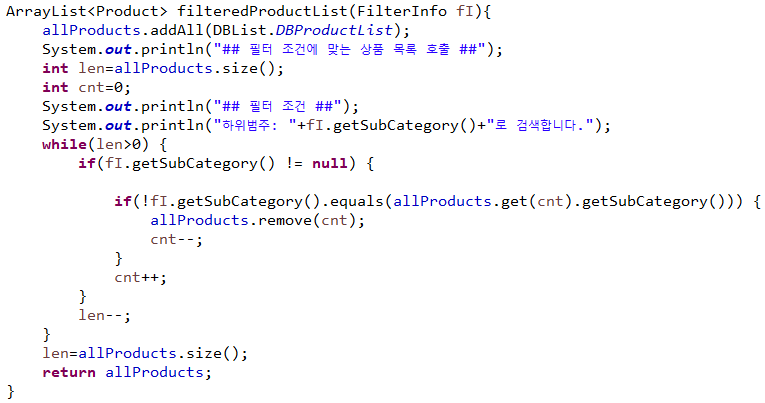 ArrayList<Product> filteredProductList(FilterInfo fI){
    allProducts.addAll(DBList.DBProductList);
    System.out.println("## 필터 조건에 맞는 상품 목록 호출 ##");
    int len=allProducts.size();
    int cnt=0;
    System.out.println("## 필터 조건 ##");
    System.out.println("하위범주: "+fI.getSubCategory()+"로 검색합니다.");
    while(len>0) {
        if(fI.getSubCategory() != null) {

            if(!fI.getSubCategory().equals(allProducts.get(cnt).getSubCategory())) {
                allProducts.remove(cnt);
                cnt--;
            }
            cnt++;
        }
        len--;
    }
    len=allProducts.size();
    return allProducts;
}